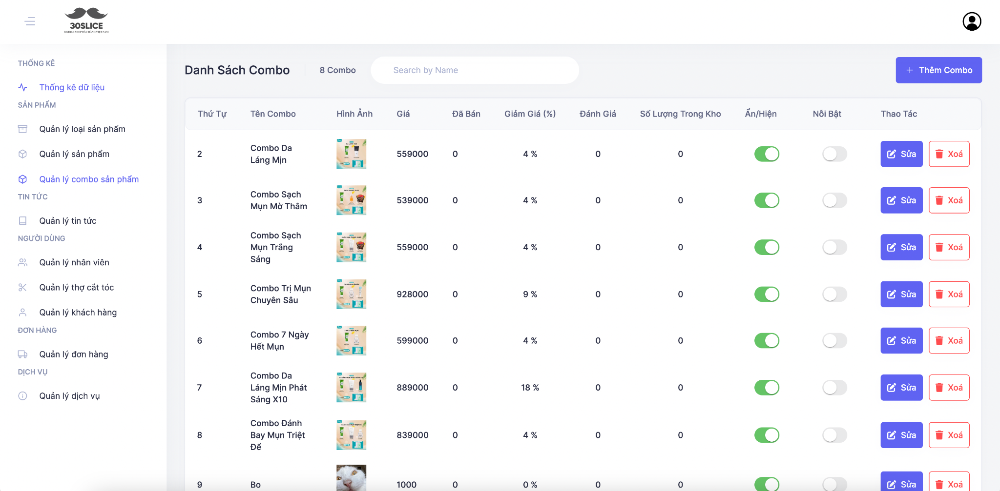 30SLICE
BARBER SHOP ĐẦU HÀNG VIỆT NAM
THỐNG KÊ
Thống kê dữ liệu
SẢN PHẨM
Quản lý loại sản phẩm
Quản lý sản phẩm
Quản lý combo sản phẩm
TIN TỨC
Quản lý tin tức
NGƯỜI DÙNG
Quản lý nhân viên
Quản lý thợ cắt tóc
Quản lý khách hàng
ĐƠN HÀNG
Quản lý đơn hàng
DỊCH VỤ
Quản lý dịch vụ
Danh Sách Combo 8 Combo Search by Name + Thêm Combo
Thứ Tự Tên Combo Hình Ảnh Giá Đã Bán Giảm Giá (%) Đánh Giá Số Lượng Trong Kho Ẩn/Hiện Nỗi Bật Thao Tác
2 Combo Da Láng Mịn 559000 0 4 % 0 0 Sửa Xoá
3 Combo Sạch Mụn Mờ Thâm 539000 0 4 % 0 0 Sửa Xoá
4 Combo Sạch Mụn Trắng Sáng 559000 0 4 % 0 0 Sửa Xoá
5 Combo Trị Mụn Chuyên Sâu 928000 0 9 % 0 0 Sửa Xoá
6 Combo 7 Ngày Hết Mụn 599000 0 4 % 0 0 Sửa Xoá
7 Combo Da Láng Mịn Phát Sáng X10 889000 0 18 % 0 0 Sửa Xoá
8 Combo Đánh Bay Mụn Triệt Để 839000 0 4 % 0 0 Sửa Xoá
9 Bo 1000 0 0 % 0 0 Sửa Xoá